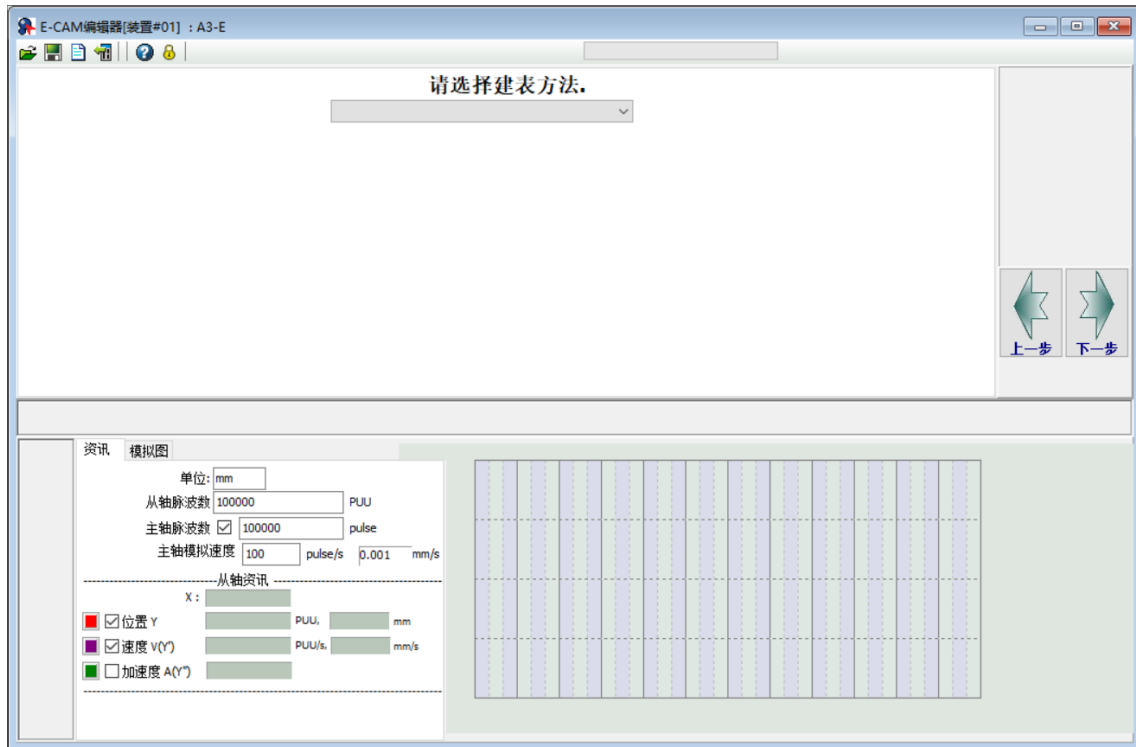 E-CAM编辑器[装置#01] : A3-E
请选择建表方法.
上一步 下一步
资讯 模拟图
单位: mm
从轴脉波数 100000 PUU
主轴脉波数 100000 pulse
主轴模拟速度 100 pulse/s 0.001 mm/s
从轴资讯
X :
位置 Y PUU, mm
速度 V(Y') PUU/s, mm/s
加速度 A(Y")